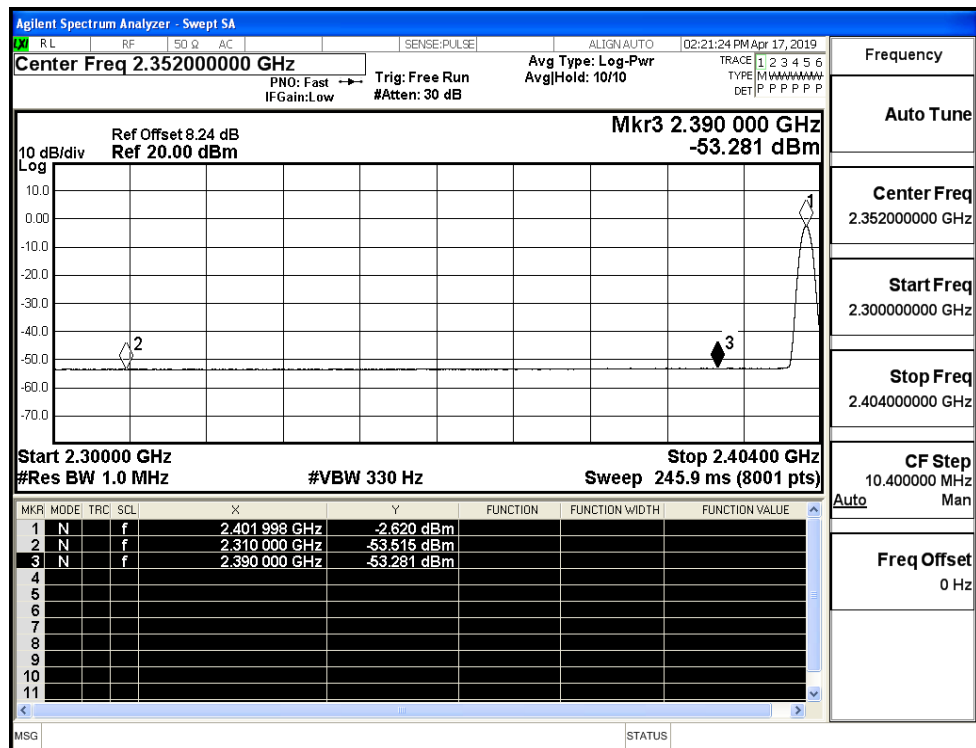 Agilent Spectrum Analyzer - Swept SA
LXI RL RF 50 Ω AC SENSE:PULSE ALIGN AUTO 02:21:24 PM Apr 17, 2019
Center Freq 2.352000000 GHz
PNO: Fast
IFGain:Low
Trig: Free Run
#Atten: 30 dB
Avg Type: Log-Pwr
Avg|Hold: 10/10
TRACE 1 2 3 4 5 6
TYPE M W W W W W
DET P P P P P P
Frequency
Auto Tune
Center Freq
2.352000000 GHz
Start Freq
2.300000000 GHz
Stop Freq
2.404000000 GHz
CF Step
10.400000 MHz
Auto Man
Freq Offset
0 Hz
Mkr3 2.390 000 GHz
-53.281 dBm
Ref Offset 8.24 dB
10 dB/div Ref 20.00 dBm
Log
10.0
0.00
-10.0
-20.0
-30.0
-40.0
-50.0
-60.0
-70.0
1
2
3
Start 2.30000 GHz Stop 2.40400 GHz
#Res BW 1.0 MHz #VBW 330 Hz Sweep 245.9 ms (8001 pts)
MKR MODE TRC SCL X Y FUNCTION FUNCTION WIDTH FUNCTION VALUE
1 N f 2.401 998 GHz -2.620 dBm
2 N f 2.310 000 GHz -53.515 dBm
3 N f 2.390 000 GHz -53.281 dBm
4
5
6
7
8
9
10
11
MSG STATUS